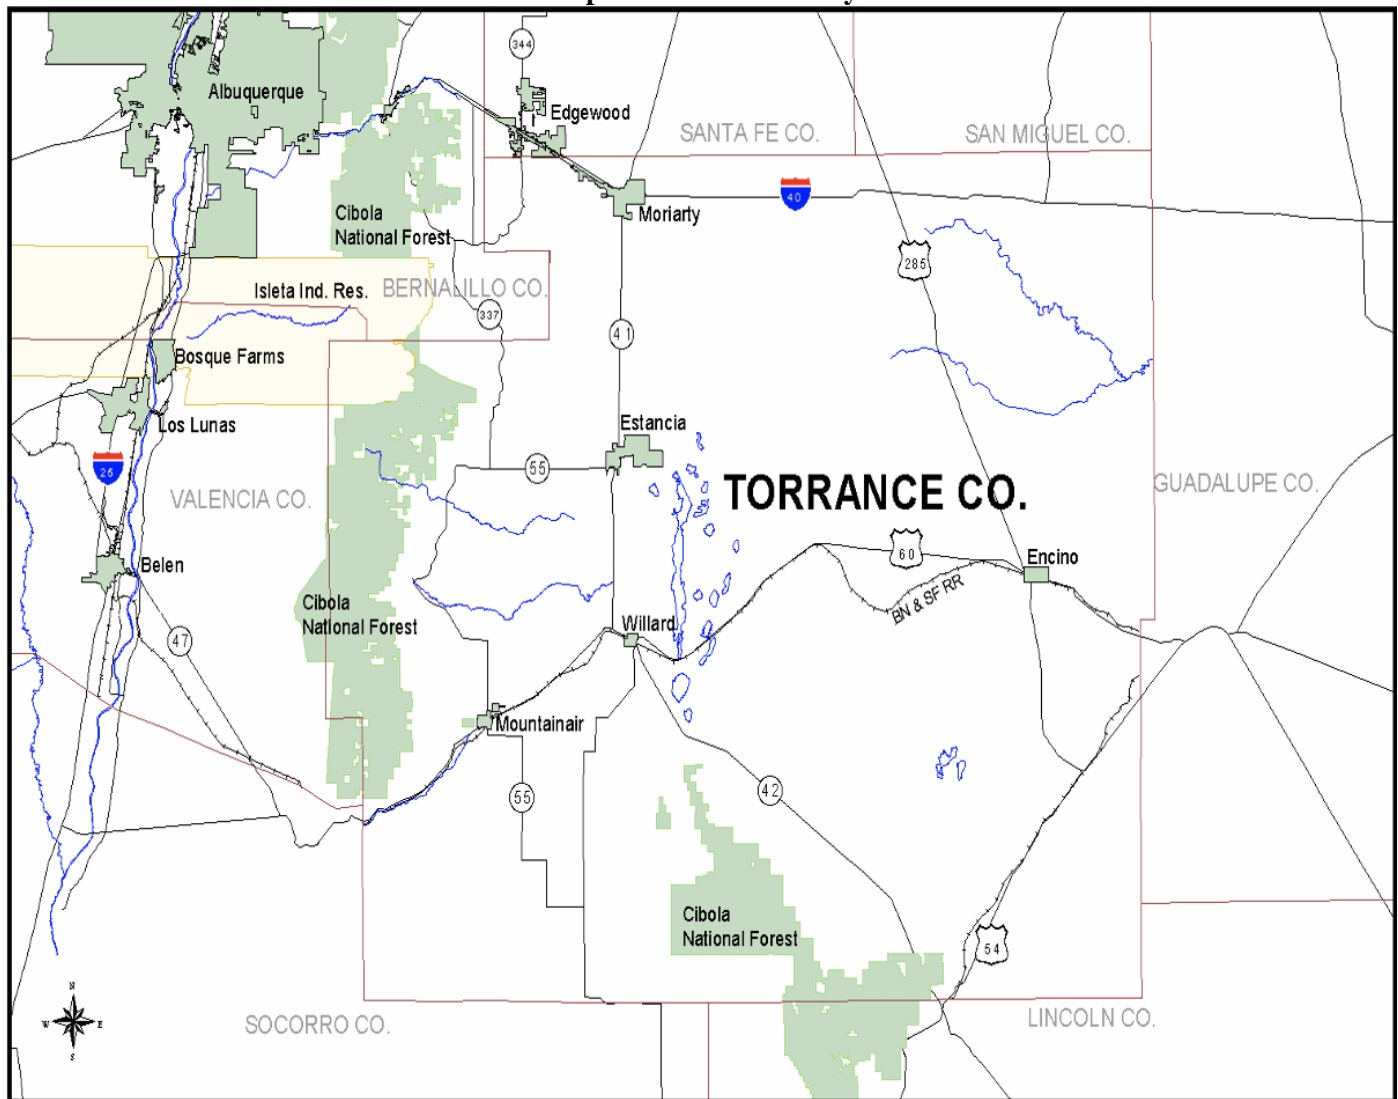 344
Albuquerque
Edgewood
SANTA FE CO.
SAN MIGUEL CO.
40
Cibola
National Forest
Moriarty
285
Isleta Ind. Res.
BERNALILLO CO.
337
41
Bosque Farms
Los Lunas
Estancia
25
55
TORRANCE CO.
GUADALUPE CO.
VALENCIA CO.
60
Encino
Belen
BN & SF RR
Cibola
National Forest
Willard
47
Mountainair
55
42
Cibola
National Forest
54
N
W E
S
SOCORRO CO.
LINCOLN CO.